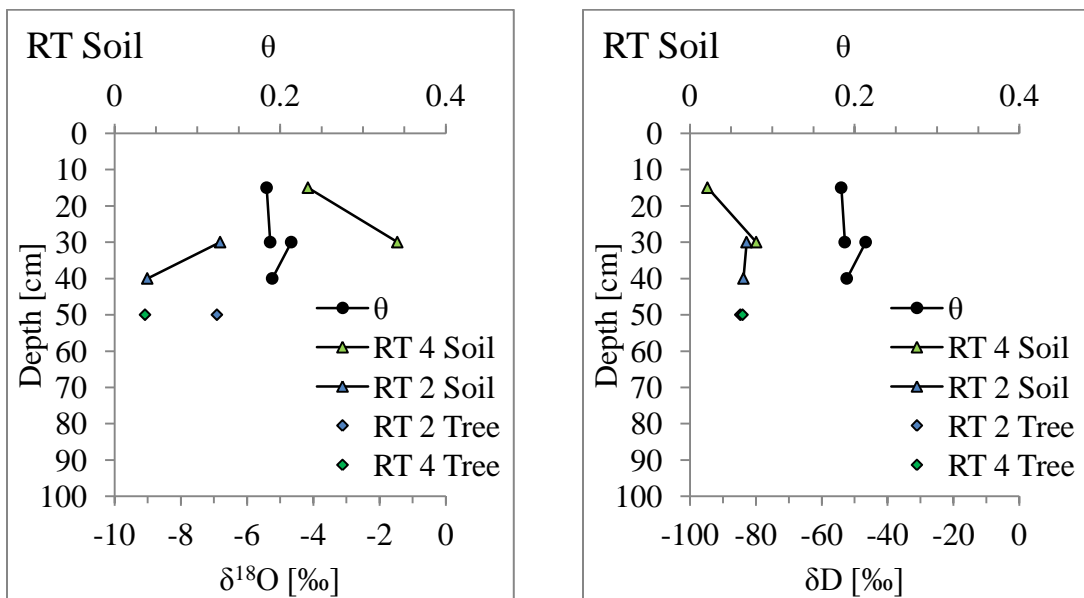 RT Soil θ
0 0.2 0.4
0
10
20
30
40
50
60
70
80
90
100
Depth [cm]
θ
RT 4 Soil
RT 2 Soil
RT 2 Tree
RT 4 Tree
-10 -8 -6 -4 -2 0
δ¹⁸O [‰]
RT Soil θ
0 0.2 0.4
0
10
20
30
40
50
60
70
80
90
100
Depth [cm]
θ
RT 4 Soil
RT 2 Soil
RT 2 Tree
RT 4 Tree
-100 -80 -60 -40 -20 0
δD [‰]